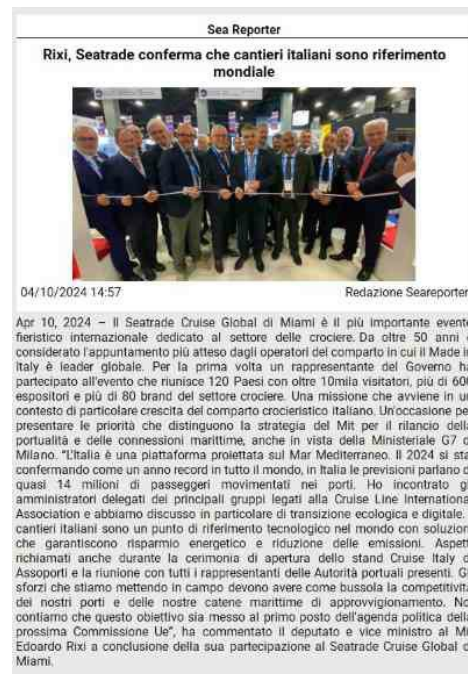 Sea Reporter
Rixi, Seatrade conferma che cantieri italiani sono riferimento
mondiale
04/10/2024 14:57
Redazione Seareporter
Apr 10, 2024 – Il Seatrade Cruise Global di Miami è il più importante evento
fieristico internazionale dedicato al settore delle crociere. Da oltre 50 anni è
considerato l'appuntamento più atteso dagli operatori del comparto in cui il Made in
Italy è leader globale. Per la prima volta un rappresentante del Governo ha
partecipato all'evento che riunisce 120 Paesi con oltre 10mila visitatori, più di 600
espositori e più di 80 brand del settore crociere. Una missione che avviene in un
contesto di particolare crescita del comparto crocieristico italiano. Un'occasione per
presentare le priorità che distinguono la strategia del Mit per il rilancio della
portualità e delle connessioni marittime, anche in vista della Ministeriale G7 di
Milano. "L'Italia è una piattaforma proiettata sul Mar Mediterraneo. Il 2024 si sta
confermando come un anno record in tutto il mondo, in Italia le previsioni parlano di
quasi 14 milioni di passeggeri movimentati nei porti. Ho incontrato gli
amministratori delegati dei principali gruppi legati alla Cruise Line International
Association e abbiamo discusso in particolare di transizione ecologica e digitale. I
cantieri italiani sono un punto di riferimento tecnologico nel mondo con soluzioni
che garantiscono risparmio energetico e riduzione delle emissioni. Aspetti
richiamati anche durante la cerimonia di apertura dello stand Cruise Italy di
Assoporti e la riunione con tutti i rappresentanti delle Autorità portuali presenti. Gli
sforzi che stiamo mettendo in campo devono avere come bussola la competitività
dei nostri porti e delle nostre catene marittime di approvvigionamento. Noi
contiamo che questo obiettivo sia messo al primo posto dell'agenda politica della
prossima Commissione Ue", ha commentato il deputato e vice ministro al Mit
Edoardo Rixi a conclusione della sua partecipazione al Seatrade Cruise Global di
Miami.